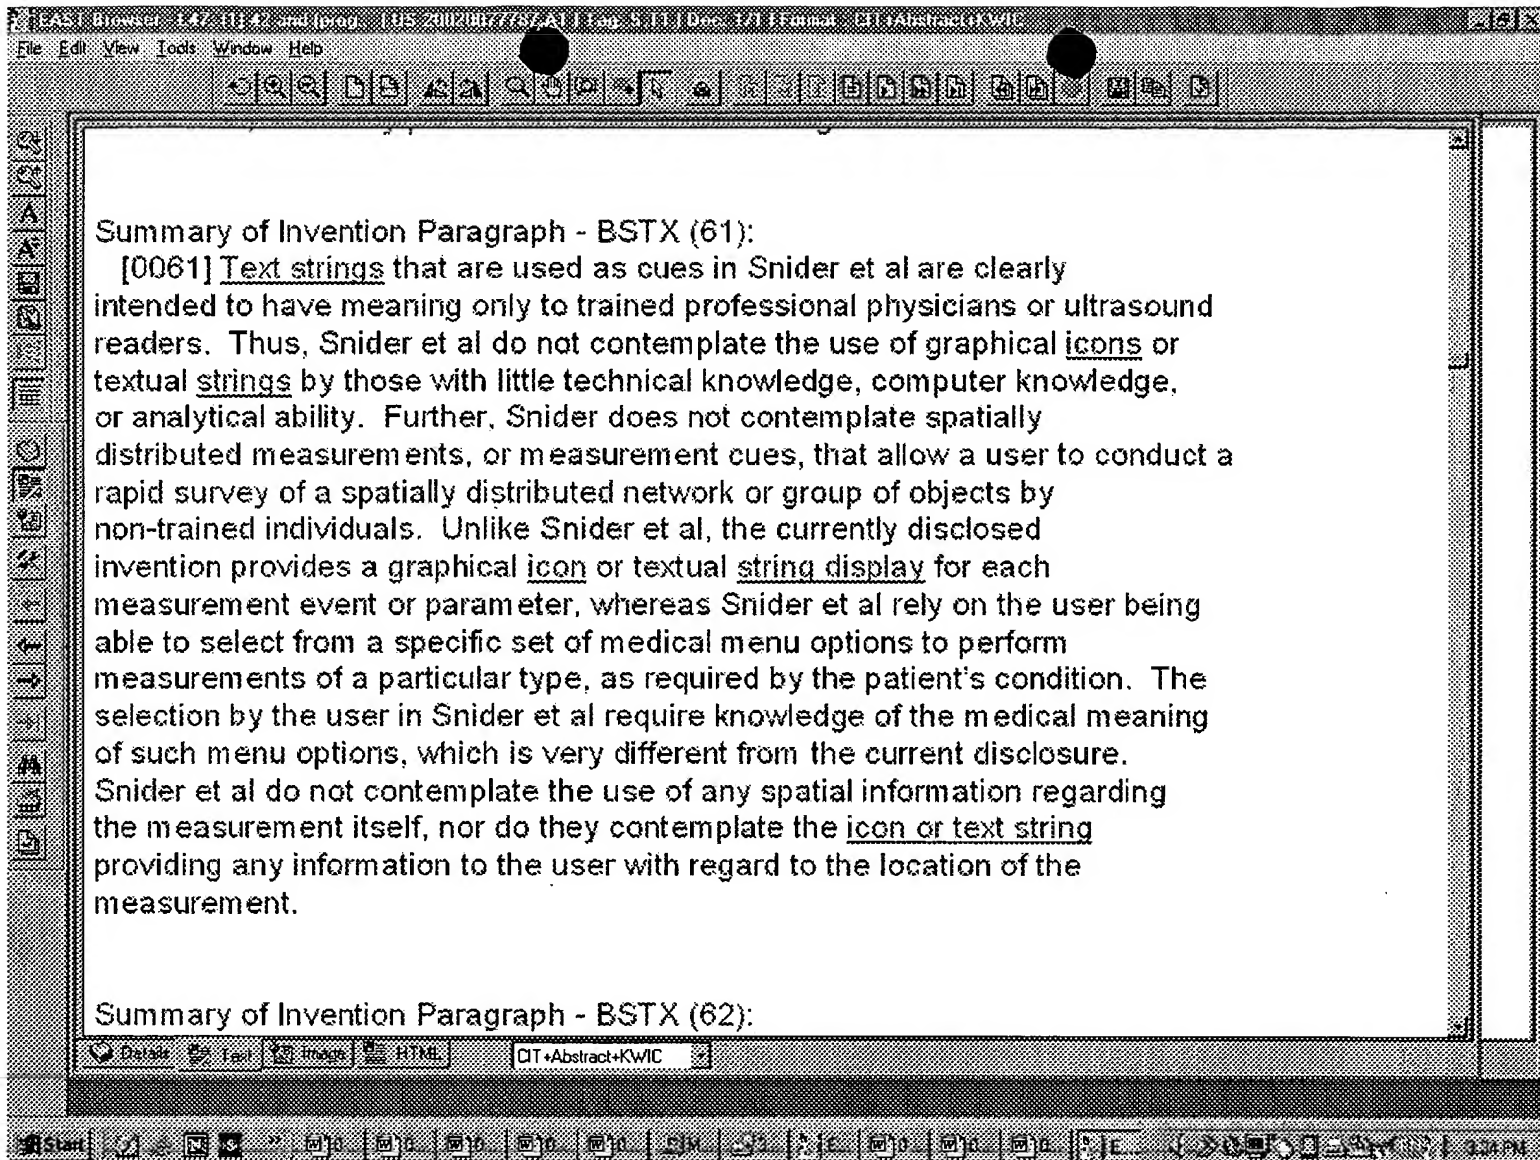 EAST Browser
File Edit View Tools Window Help
Summary of Invention Paragraph - BSTX (61):
[0061] Text strings that are used as cues in Snider et al are clearly
intended to have meaning only to trained professional physicians or ultrasound
readers. Thus, Snider et al do not contemplate the use of graphical icons or
textual strings by those with little technical knowledge, computer knowledge,
or analytical ability. Further, Snider does not contemplate spatially
distributed measurements, or measurement cues, that allow a user to conduct a
rapid survey of a spatially distributed network or group of objects by
non-trained individuals. Unlike Snider et al, the currently disclosed
invention provides a graphical icon or textual string display for each
measurement event or parameter, whereas Snider et al rely on the user being
able to select from a specific set of medical menu options to perform
measurements of a particular type, as required by the patient's condition. The
selection by the user in Snider et al require knowledge of the medical meaning
of such menu options, which is very different from the current disclosure.
Snider et al do not contemplate the use of any spatial information regarding
the measurement itself, nor do they contemplate the icon or text string
providing any information to the user with regard to the location of the
measurement.
Summary of Invention Paragraph - BSTX (62):
Details Text Image HTML CIT+Abstract+KWIC
Start 3:34 PM